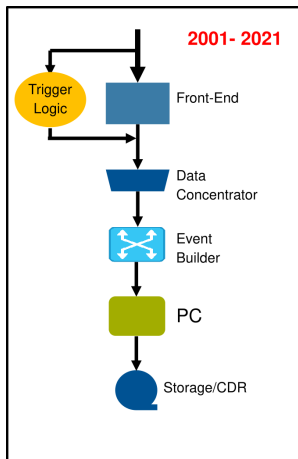 2001- 2021
Trigger
Logic
Front-End
Data
Concentrator
Event
Builder
PC
Storage/CDR